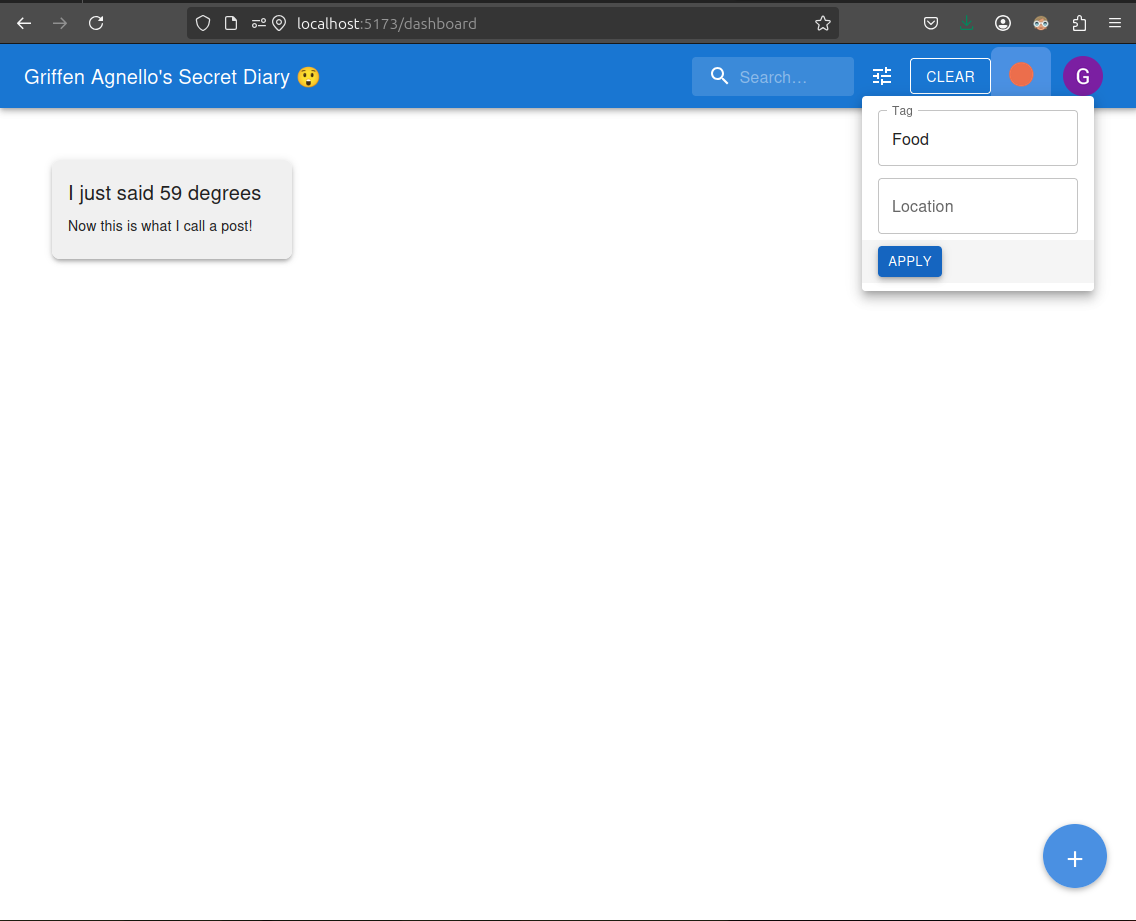 localhost:5173/dashboard
Griffen Agnello's Secret Diary 😲
Search…
CLEAR
G
Tag
Food
Location
APPLY
I just said 59 degrees
Now this is what I call a post!
+